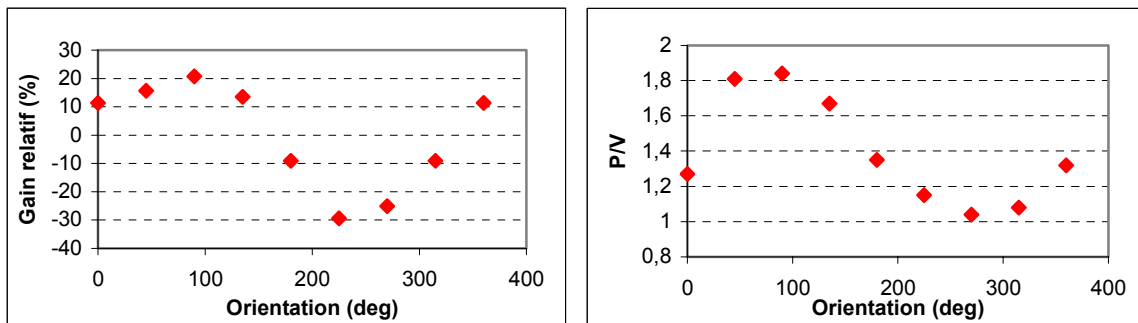 30
20
10
0
-10
-20
-30
-40
Gain relatif (%)
0 100 200 300 400
Orientation (deg)
2
1,8
1,6
1,4
1,2
1
0,8
P/V
0 100 200 300 400
Orientation (deg)